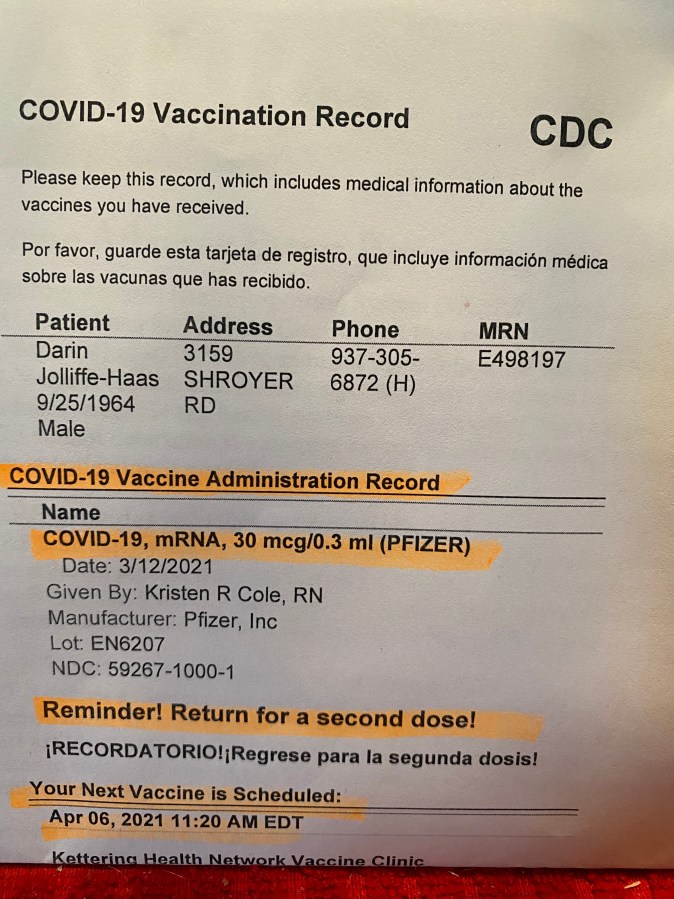 COVID-19 Vaccination Record CDC
Please keep this record, which includes medical information about the
vaccines you have received.
Por favor, guarde esta tarjeta de registro, que incluye información médica
sobre las vacunas que has recibido.
Patient Address Phone MRN
Darin 3159 937-305- E498197
Jolliffe-Haas SHROYER 6872 (H)
9/25/1964 RD
Male
COVID-19 Vaccine Administration Record
Name
COVID-19, mRNA, 30 mcg/0.3 ml (PFIZER)
Date: 3/12/2021
Given By: Kristen R Cole, RN
Manufacturer: Pfizer, Inc
Lot: EN6207
NDC: 59267-1000-1
Reminder! Return for a second dose!
¡RECORDATORIO!¡Regrese para la segunda dosis!
Your Next Vaccine is Scheduled:
Apr 06, 2021 11:20 AM EDT
Kettering Health Network Vaccine Clinic